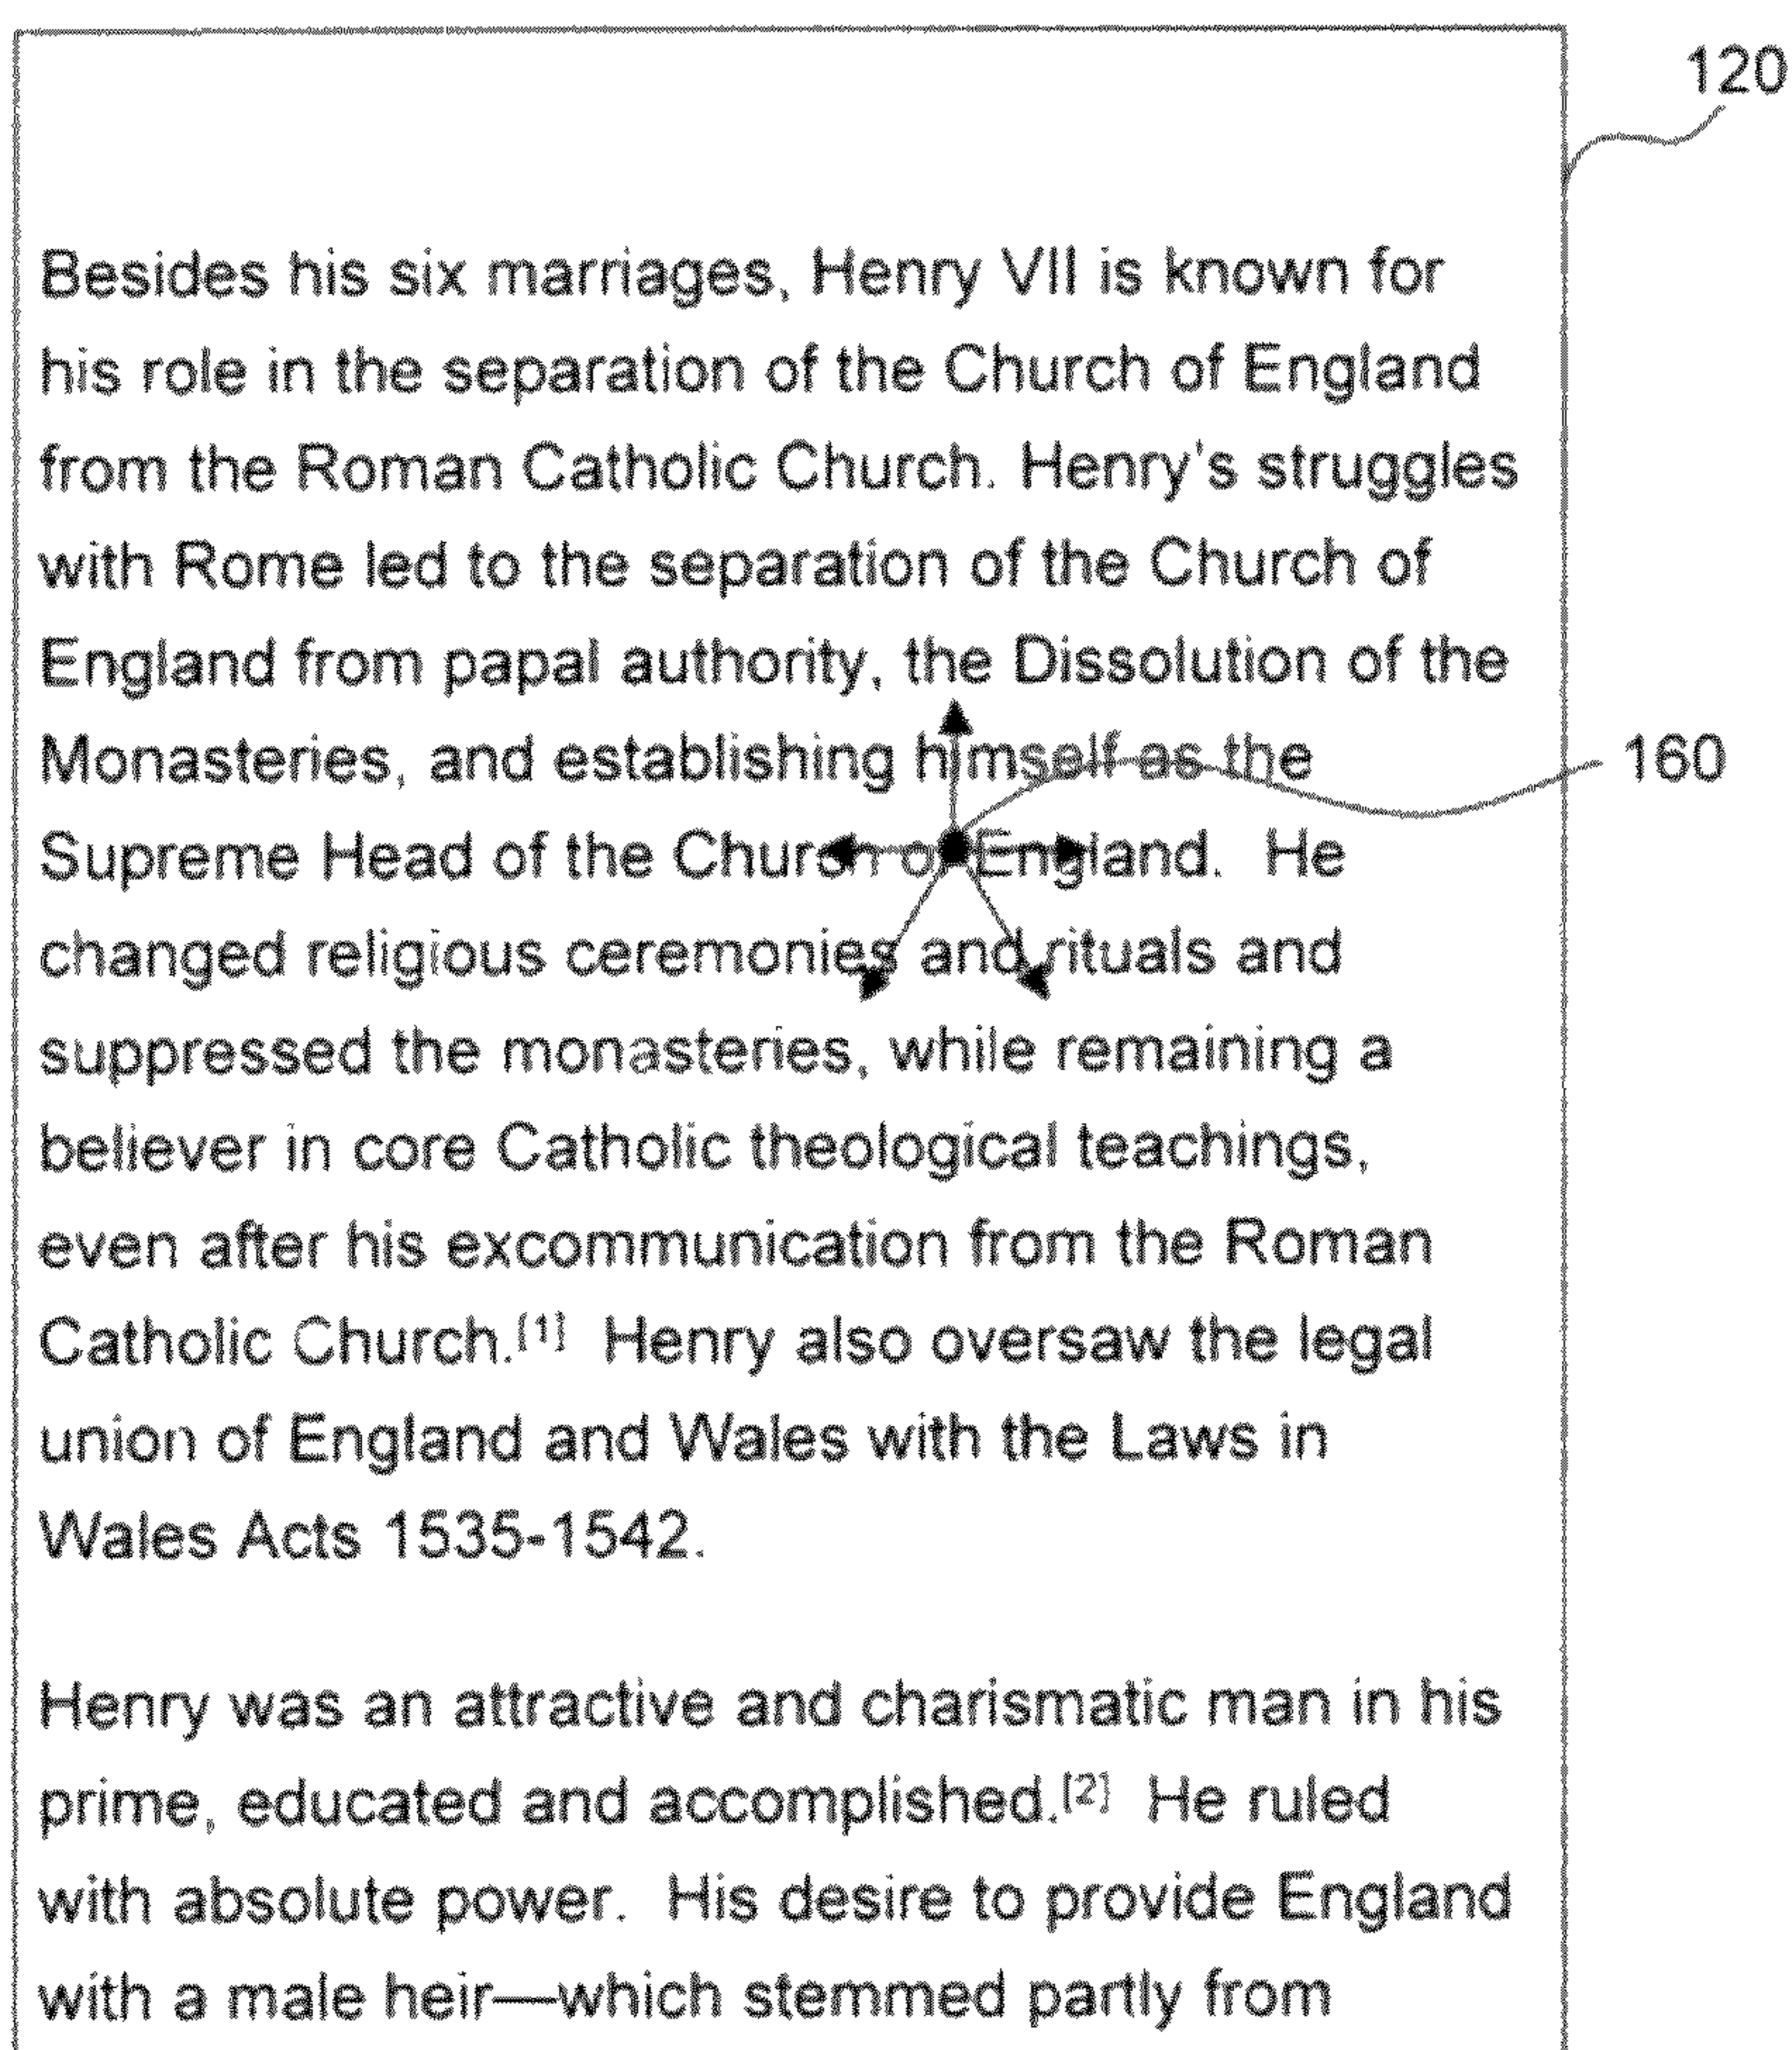 120
Besides his six marriages, Henry VII is known for
his role in the separation of the Church of England
from the Roman Catholic Church. Henry's struggles
with Rome led to the separation of the Church of
England from papal authority, the Dissolution of the
Monasteries, and establishing himself as the
160
Supreme Head of the Church of England. He
changed religious ceremonies and rituals and
suppressed the monasteries, while remaining a
believer in core Catholic theological teachings,
even after his excommunication from the Roman
Catholic Church.[1] Henry also oversaw the legal
union of England and Wales with the Laws in
Wales Acts 1535-1542.
Henry was an attractive and charismatic man in his
prime, educated and accomplished.[2] He ruled
with absolute power. His desire to provide England
with a male heir—which stemmed partly from